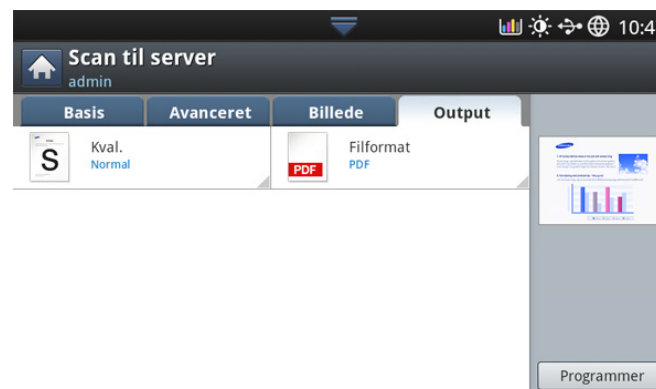 10:4
Scan til server
admin
Basis
Avanceret
Billede
Output
S
Kval.
Normal
PDF
Filformat
PDF
Programmer